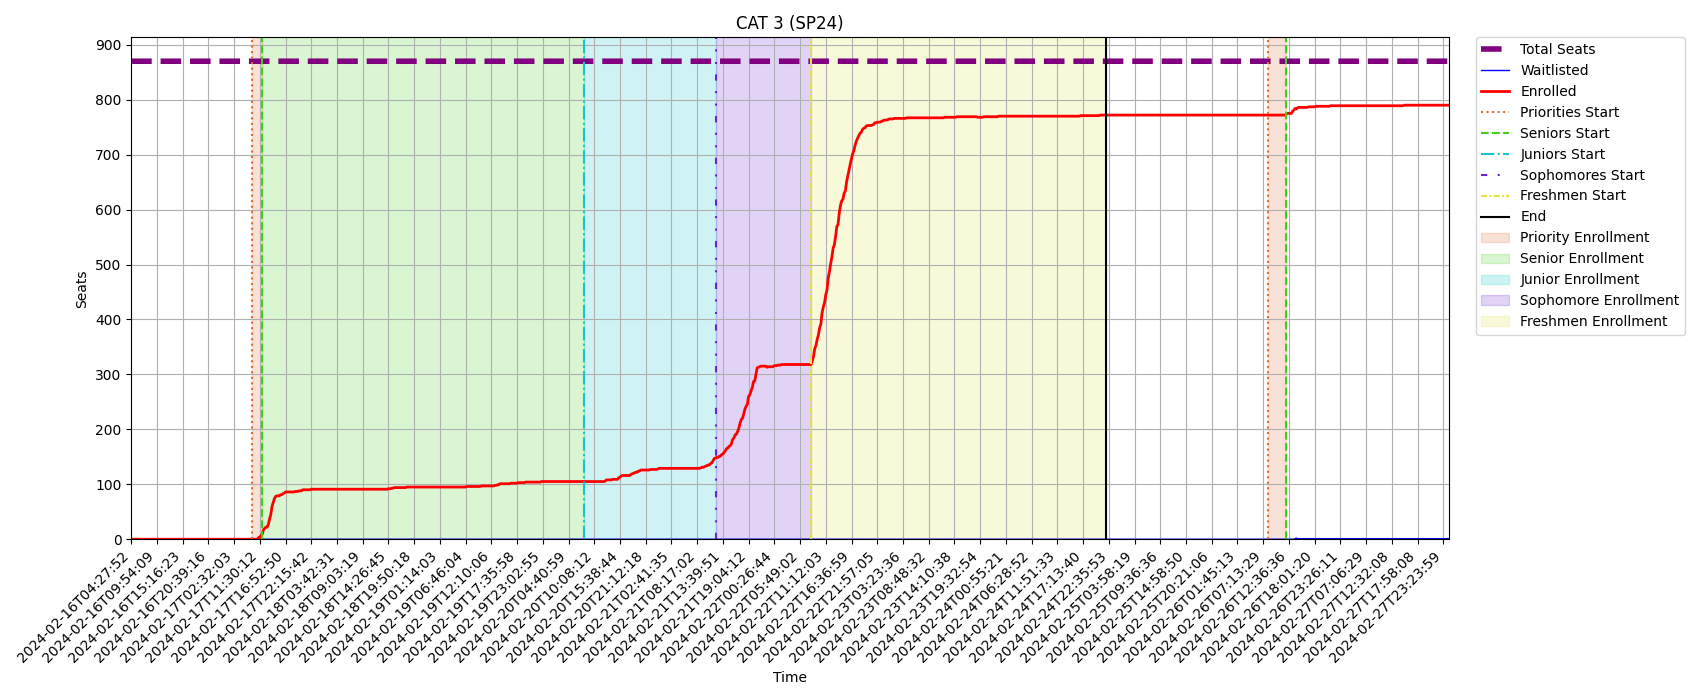 CAT 3 (SP24)
Seats
900
800
700
600
500
400
300
200
100
0
2024-02-16T04:27:52
2024-02-16T09:54:09
2024-02-16T15:16:23
2024-02-16T20:39:16
2024-02-17T02:32:03
2024-02-17T11:30:12
2024-02-17T16:52:50
2024-02-17T22:15:42
2024-02-18T03:42:31
2024-02-18T09:03:19
2024-02-18T14:26:45
2024-02-18T19:50:18
2024-02-19T01:14:03
2024-02-19T06:46:04
2024-02-19T12:10:06
2024-02-19T17:35:58
2024-02-19T23:02:55
2024-02-20T04:40:59
2024-02-20T10:08:12
2024-02-20T15:38:44
2024-02-20T21:12:18
2024-02-21T02:41:35
2024-02-21T08:17:02
2024-02-21T13:39:51
2024-02-21T19:04:12
2024-02-22T00:26:44
2024-02-22T05:49:02
2024-02-22T11:12:03
2024-02-22T16:36:59
2024-02-22T21:57:05
2024-02-23T03:23:36
2024-02-23T08:48:32
2024-02-23T14:10:38
2024-02-23T19:32:54
2024-02-24T00:55:21
2024-02-24T06:28:52
2024-02-24T11:51:33
2024-02-24T17:13:40
2024-02-24T22:35:53
2024-02-25T03:58:19
2024-02-25T09:36:36
2024-02-25T14:58:50
2024-02-25T20:21:06
2024-02-26T01:45:13
2024-02-26T07:13:29
2024-02-26T12:36:36
2024-02-26T18:01:20
2024-02-26T23:26:11
2024-02-27T07:06:29
2024-02-27T12:32:08
2024-02-27T17:58:08
2024-02-27T23:23:59
Time
Total Seats
Waitlisted
Enrolled
Priorities Start
Seniors Start
Juniors Start
Sophomores Start
Freshmen Start
End
Priority Enrollment
Senior Enrollment
Junior Enrollment
Sophomore Enrollment
Freshmen Enrollment